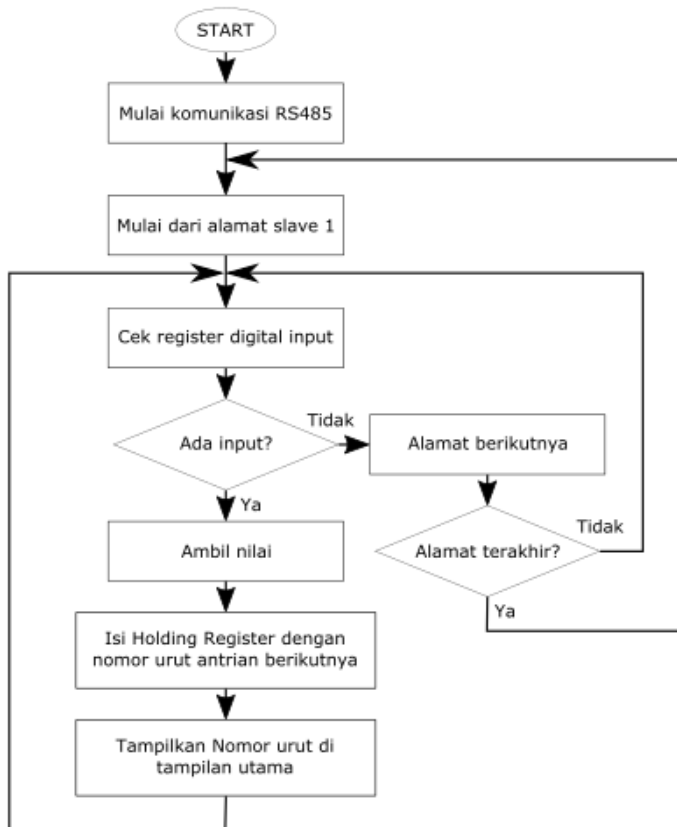 START
Mulai komunikasi RS485
Mulai dari alamat slave 1
Cek register digital input
Ada input?
Tidak
Alamat berikutnya
Ya
Alamat terakhir?
Tidak
Ya
Ambil nilai
Isi Holding Register dengan
nomor urut antrian berikutnya
Tampilkan Nomor urut di
tampilan utama